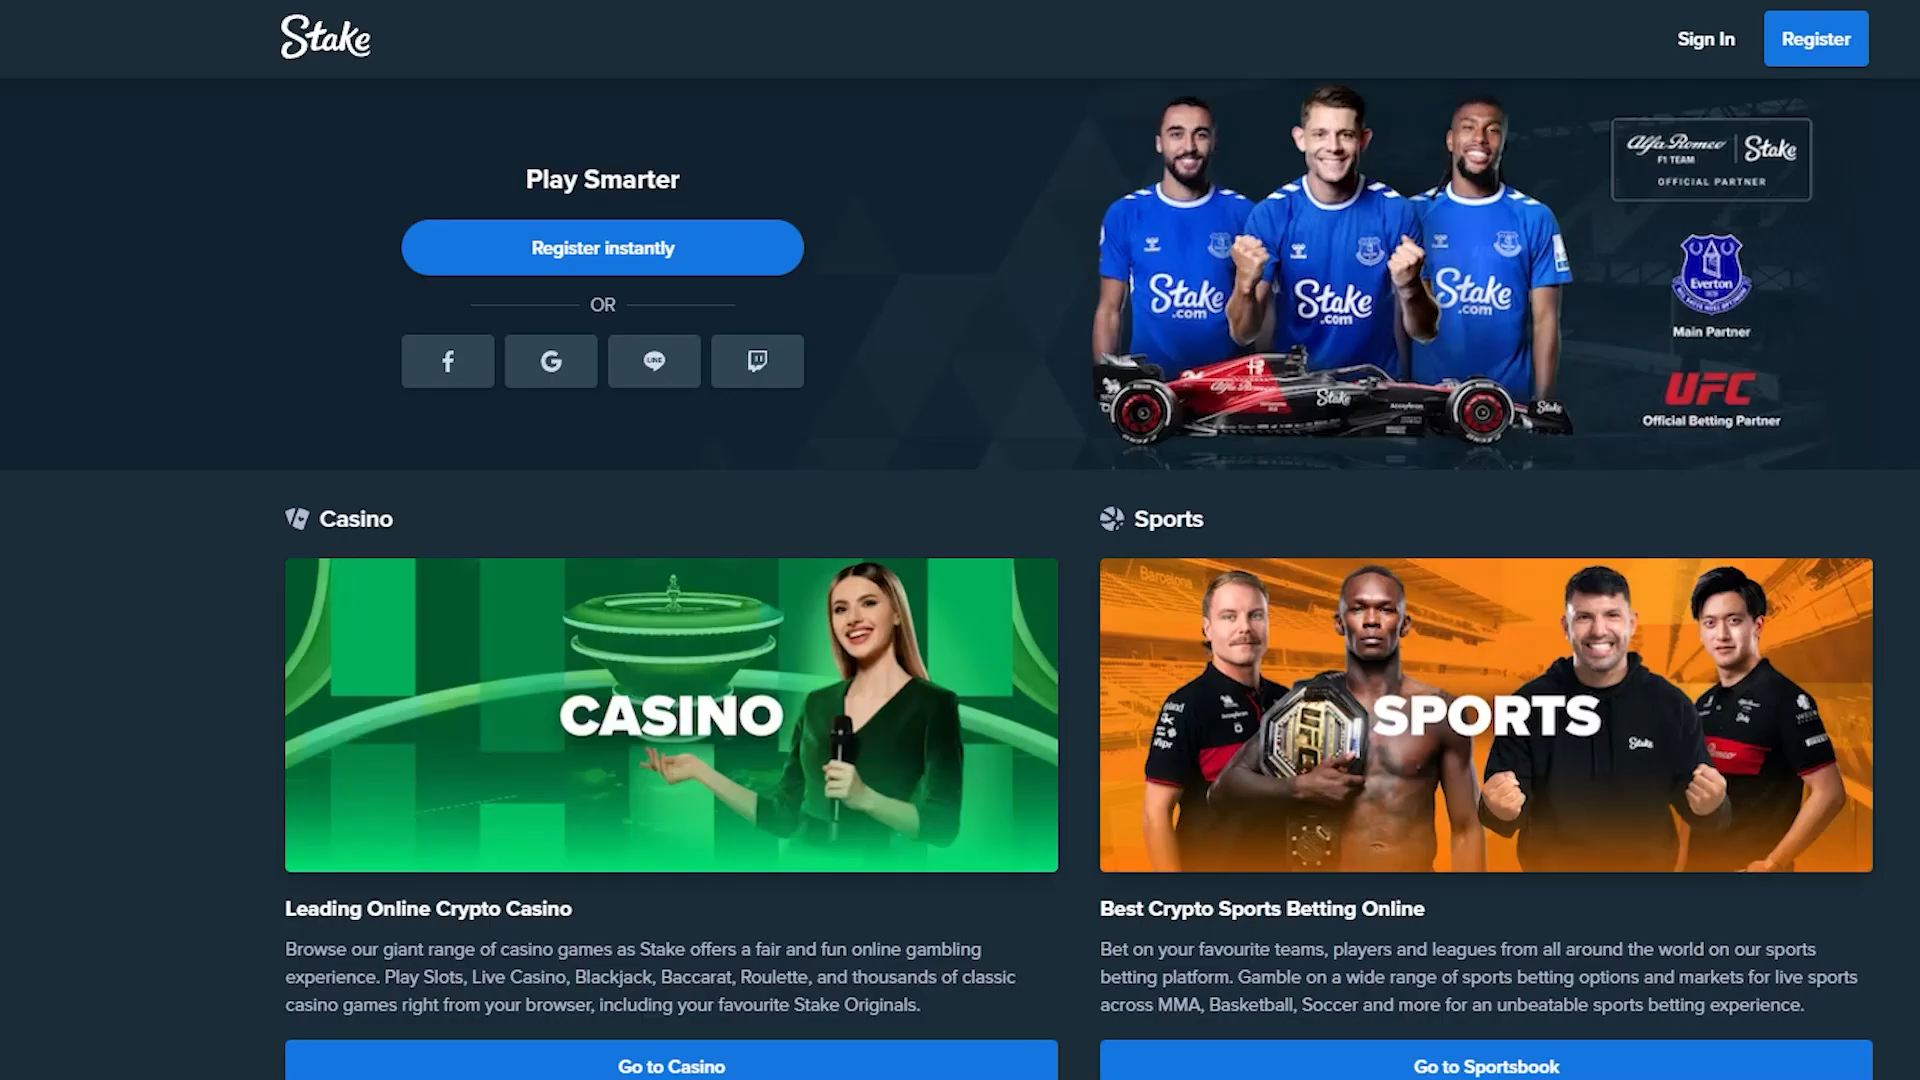 Stake
Sign In
Register
Play Smarter
Register instantly
OR
LINE
Alfa Romeo
F1 TEAM
Stake
OFFICIAL PARTNER
Everton
Main Partner
UFC
Official Betting Partner
Stake
.com
Stake
.com
Stake
.com
Stake
Stake
Casino
Sports
CASINO
Barcelona
SPORTS
UFC
Stake
Leading Online Crypto Casino
Browse our giant range of casino games as Stake offers a fair and fun online gambling
experience. Play Slots, Live Casino, Blackjack, Baccarat, Roulette, and thousands of classic
casino games right from your browser, including your favourite Stake Originals.
Go to Casino
Best Crypto Sports Betting Online
Bet on your favourite teams, players and leagues from all around the world on our sports
betting platform. Gamble on a wide range of sports betting options and markets for live sports
across MMA, Basketball, Soccer and more for an unbeatable sports betting experience.
Go to Sportsbook